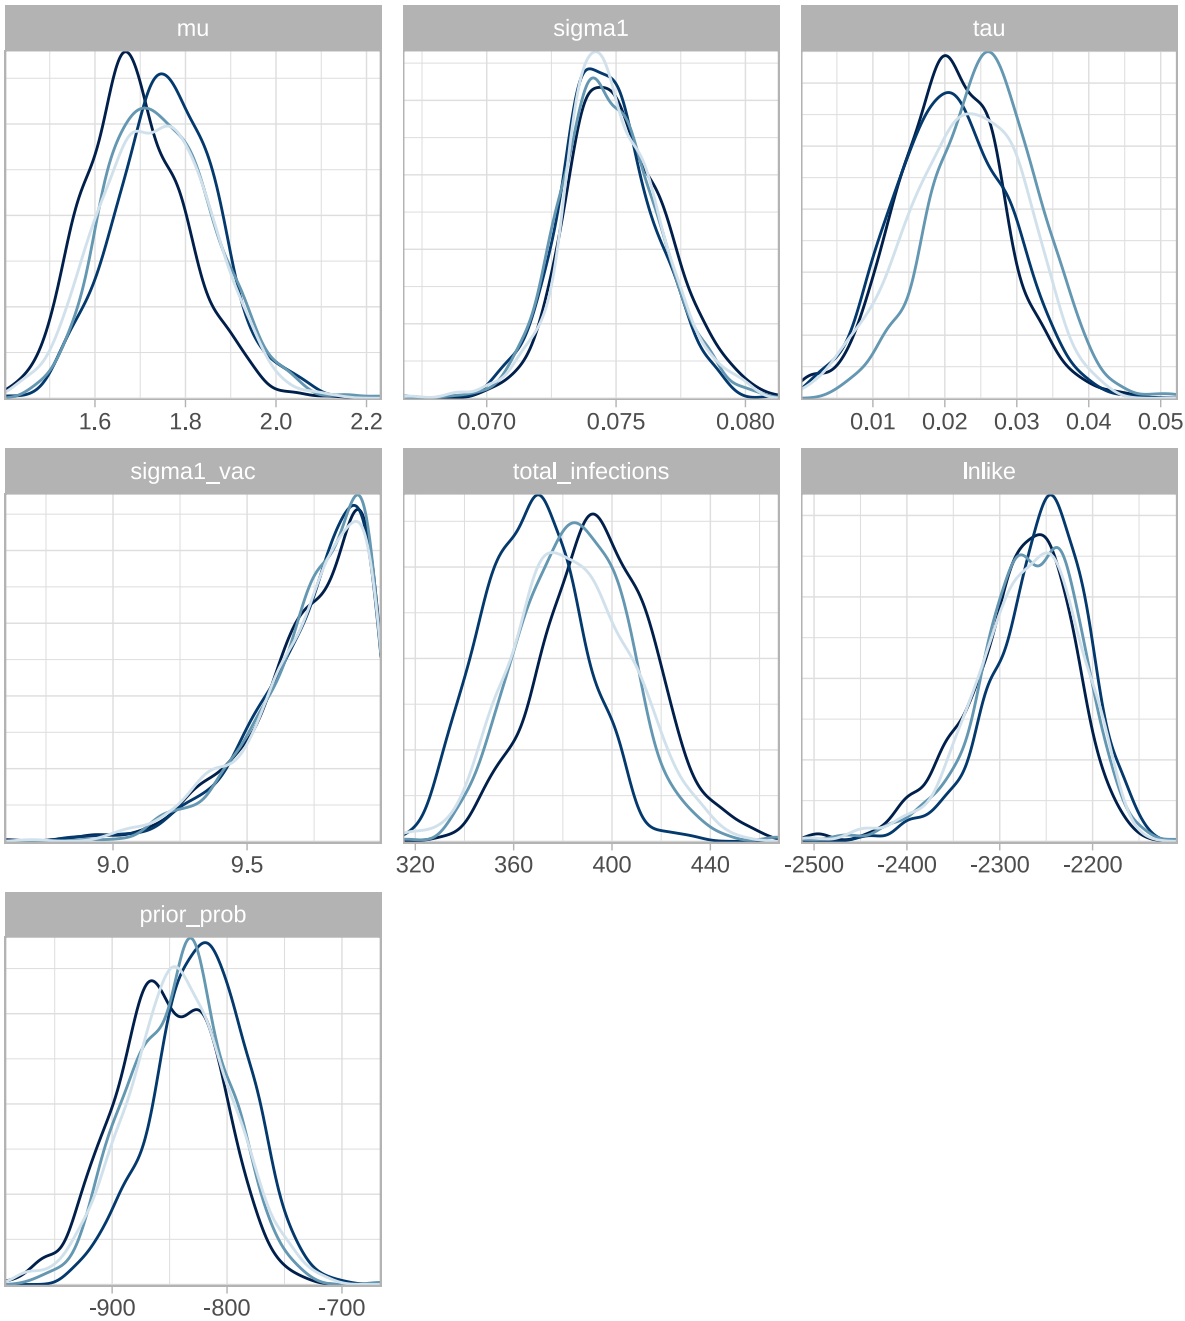 mu sigma1 tau
1.6 1.8 2.0 2.2 0.070 0.075 0.080 0.01 0.02 0.03 0.04 0.05
sigma1_vac total_infections lnlike
9.0 9.5 320 360 400 440 -2500 -2400 -2300 -2200
prior_prob
-900 -800 -700